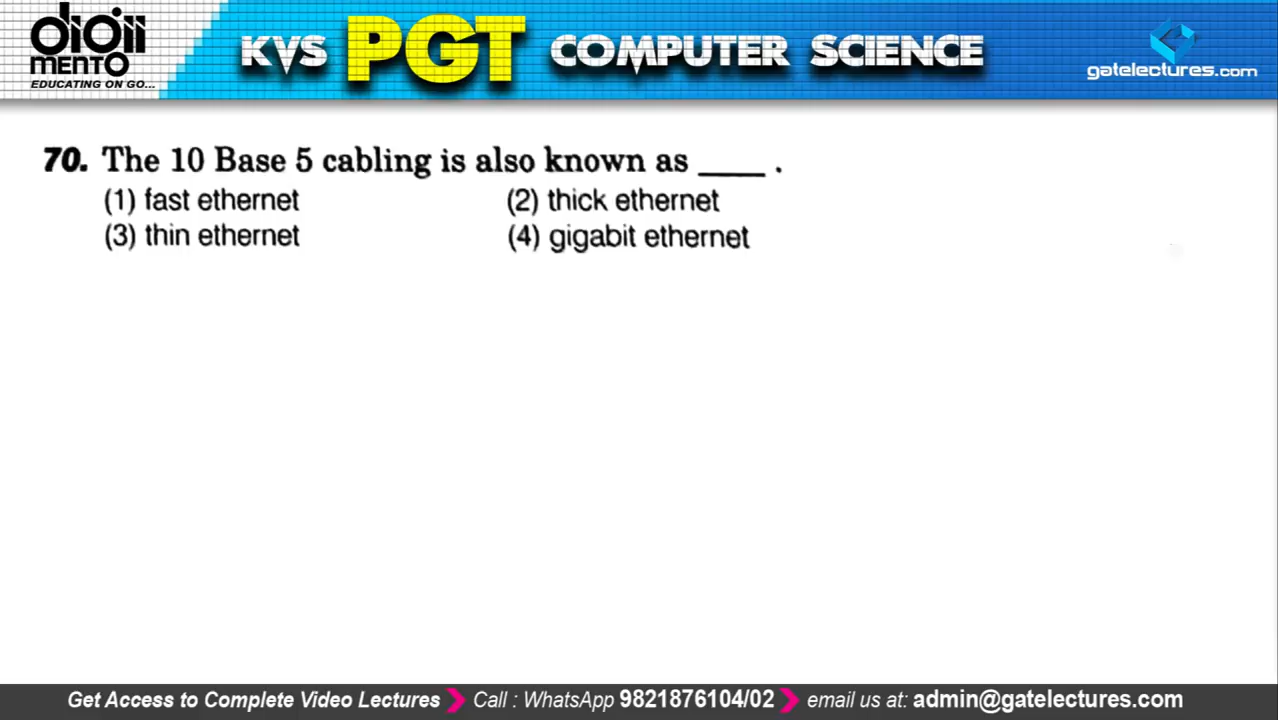 digii
MENTO
EDUCATING ON GO...
KVS PGT COMPUTER SCIENCE
gatelectures.com
70. The 10 Base 5 cabling is also known as ____ .
(1) fast ethernet (2) thick ethernet
(3) thin ethernet (4) gigabit ethernet
Get Access to Complete Video Lectures Call : WhatsApp 9821876104/02 email us at: admin@gatelectures.com